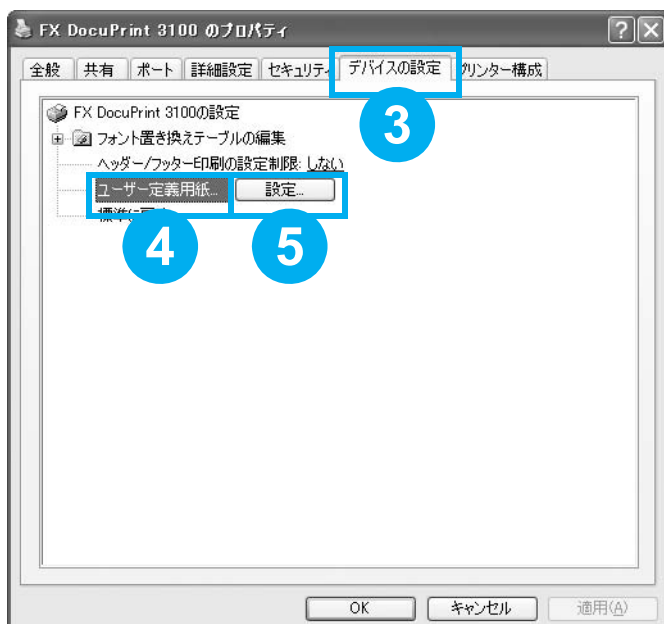 FX DocuPrint 3100 のプロパティ
全般 共有 ポート 詳細設定 セキュリティ デバイスの設定 プリンター構成
3
FX DocuPrint 3100の設定
フォント置き換えテーブルの編集
ヘッダー/フッター印刷の設定制限: しない
ユーザー定義用紙... 設定...
4 5
OK キャンセル 適用(A)